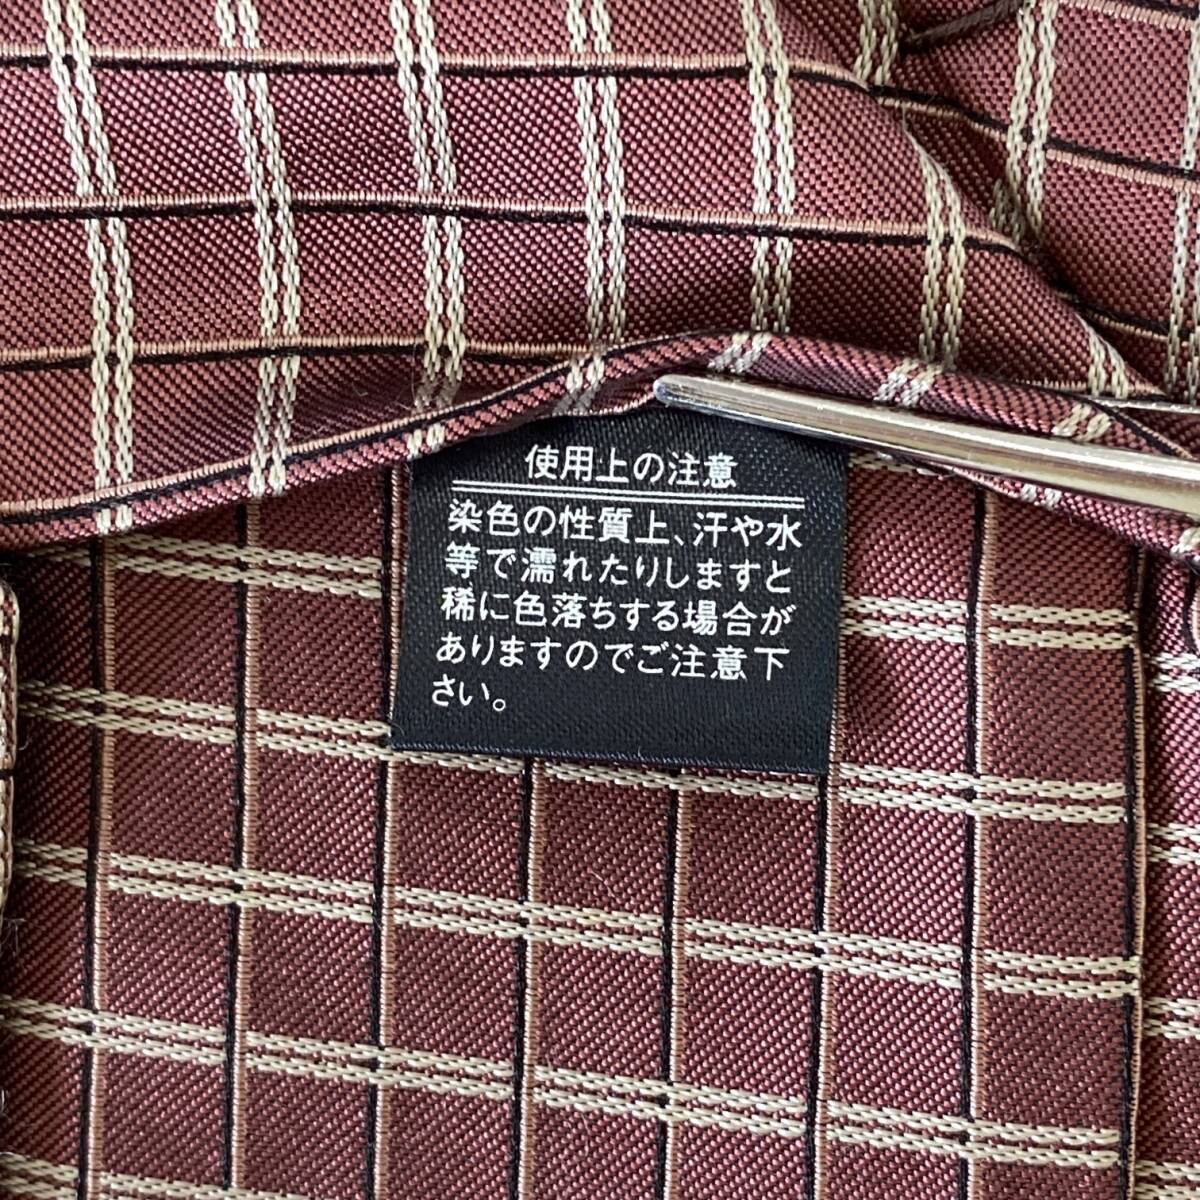 使用上の注意
染色の性質上、汗や水
等で濡れたりしますと
稀に色落ちする場合が
ありますのでご注意下
さい。